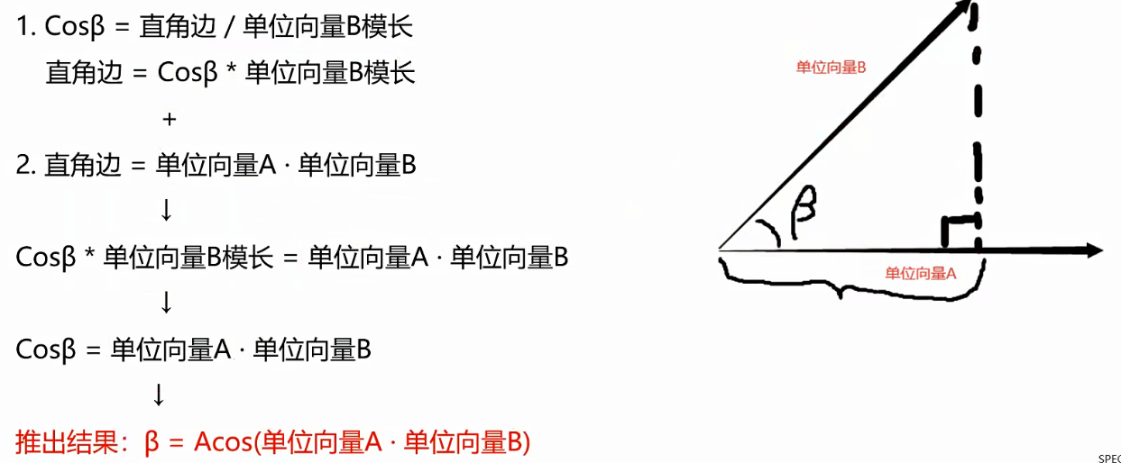 1. Cosβ = 直角边 / 单位向量B模长
直角边 = Cosβ * 单位向量B模长
+
2. 直角边 = 单位向量A · 单位向量B
↓
Cosβ * 单位向量B模长 = 单位向量A · 单位向量B
↓
Cosβ = 单位向量A · 单位向量B
↓
推出结果：β = Acos(单位向量A · 单位向量B)
单位向量B
β
单位向量A
SPEC